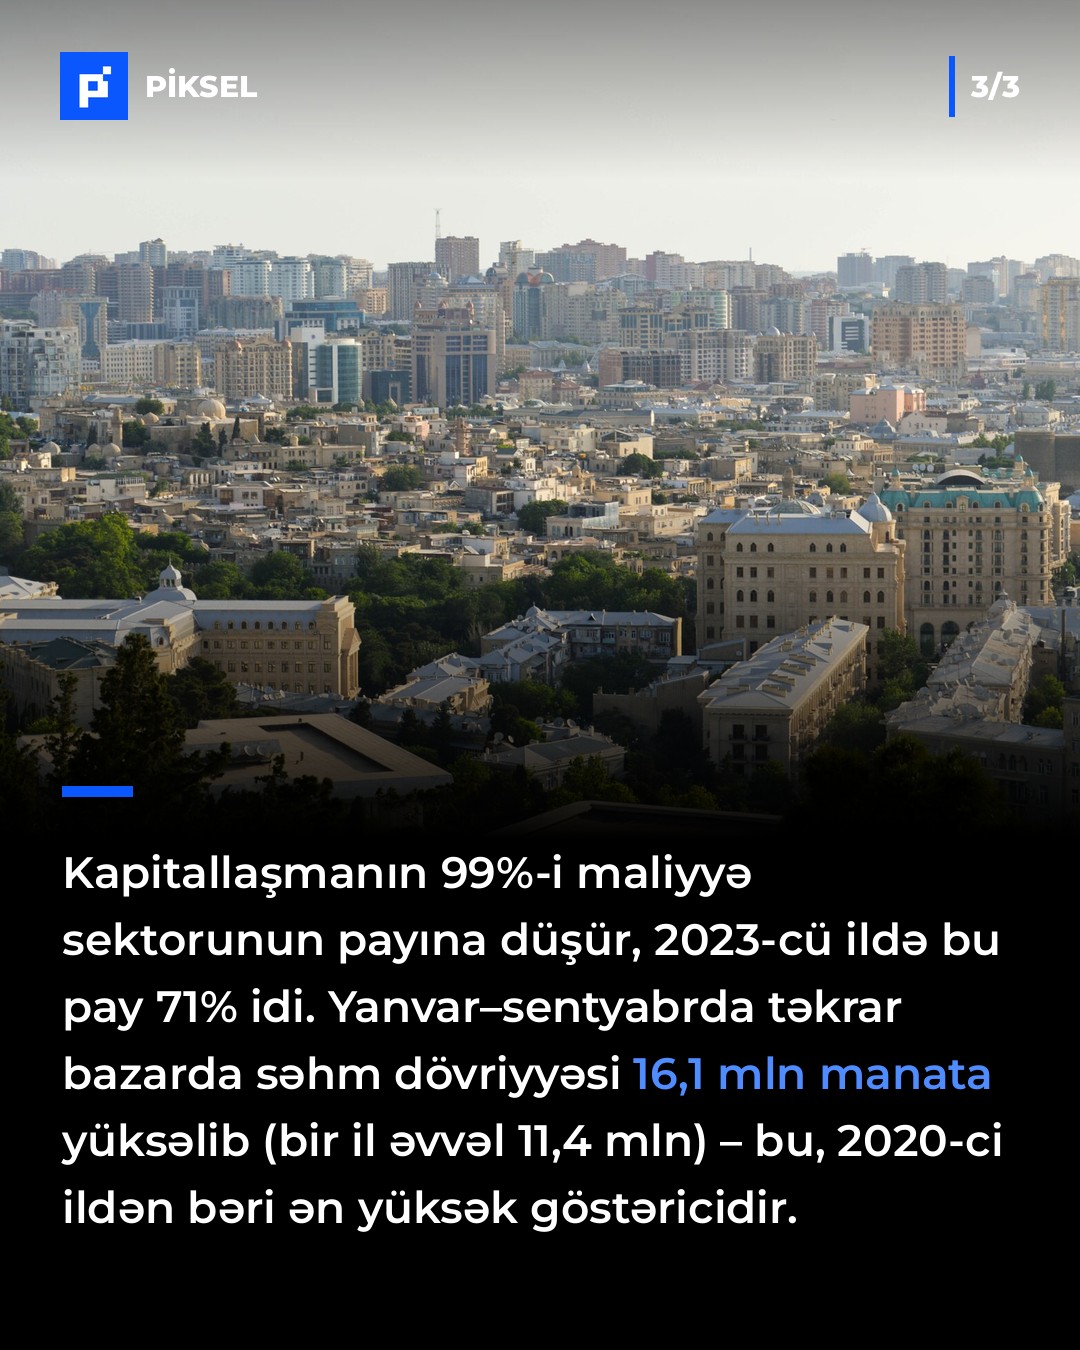 PİKSEL
3/3
Kapitallaşmanın 99%-i maliyyə
sektorunun payına düşür, 2023-cü ildə bu
pay 71% idi. Yanvar–sentyabrda təkrar
bazarda səhm dövriyyəsi 16,1 mln manata
yüksəlib (bir il əvvəl 11,4 mln) – bu, 2020-ci
ildən bəri ən yüksək göstəricidir.